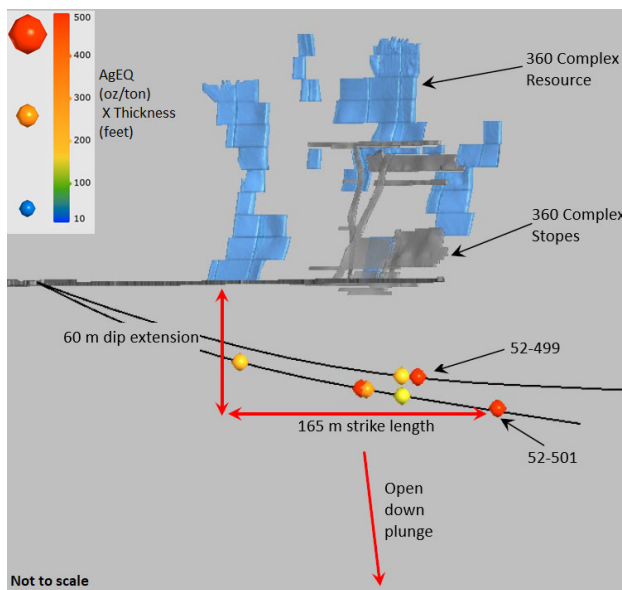 500
400
300
200
100
10
AgEQ
(oz/ton)
X Thickness
(feet)
360 Complex
Resource
360 Complex
Stopes
60 m dip extension
52-499
165 m strike length
52-501
Open
down
plunge
Not to scale